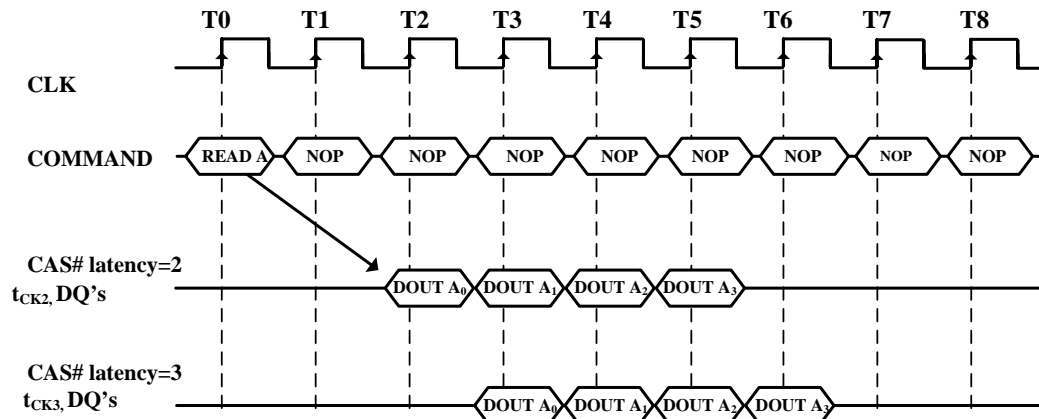 T0 T1 T2 T3 T4 T5 T6 T7 T8
CLK
COMMAND READ A NOP NOP NOP NOP NOP NOP NOP NOP
CAS# latency=2
tCK2, DQ's DOUT A0 DOUT A1 DOUT A2 DOUT A3
CAS# latency=3
tCK3, DQ's DOUT A0 DOUT A1 DOUT A2 DOUT A3